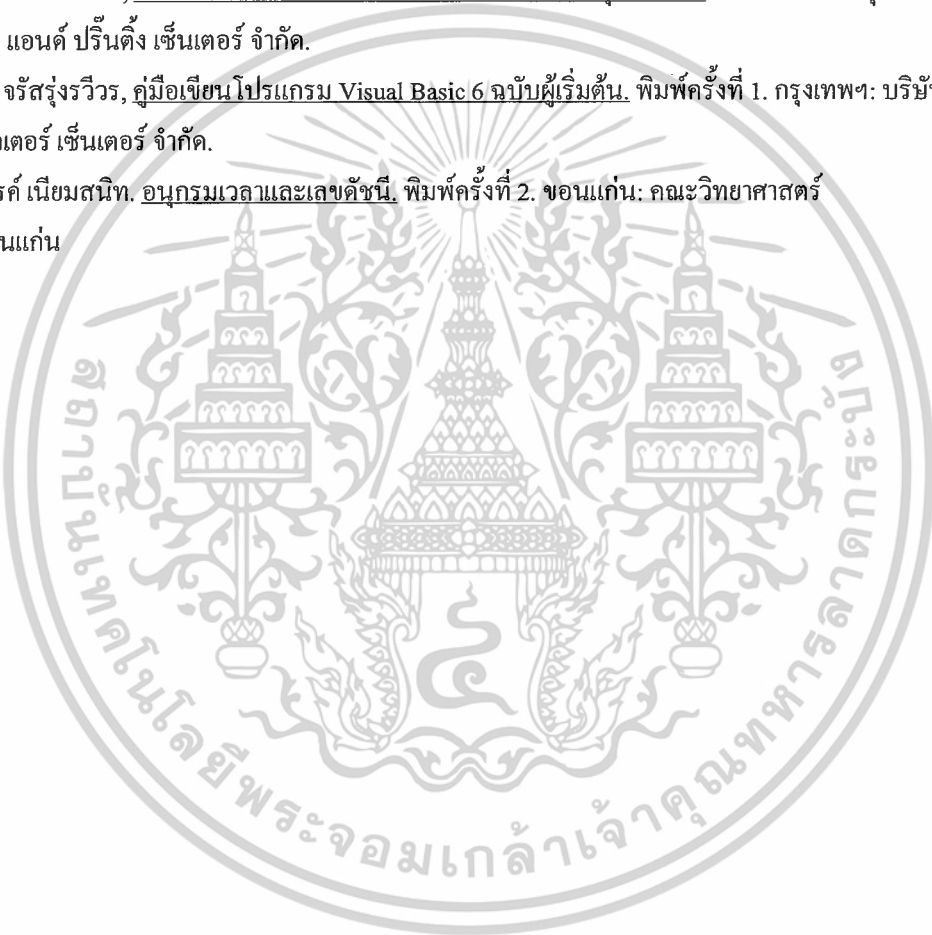 แอนด์ ปริ๊นติ้ง เซ็นเตอร์ จำกัด.
จรัสรุ่งรวีวร, คู่มือเขียนโปรแกรม Visual Basic 6 ฉบับผู้เริ่มต้น. พิมพ์ครั้งที่ 1. กรุงเทพฯ: บริษัท
เตอร์ เซ็นเตอร์ จำกัด.
เนียมสนิท. อนุกรมเวลาและเลขดัชนี. พิมพ์ครั้งที่ 2. ขอนแก่น: คณะวิทยาศาสตร์
นแก่น
สถาบันเทคโนโลยีพระจอมเกล้าเจ้าคุณทหารลาดกระบัง